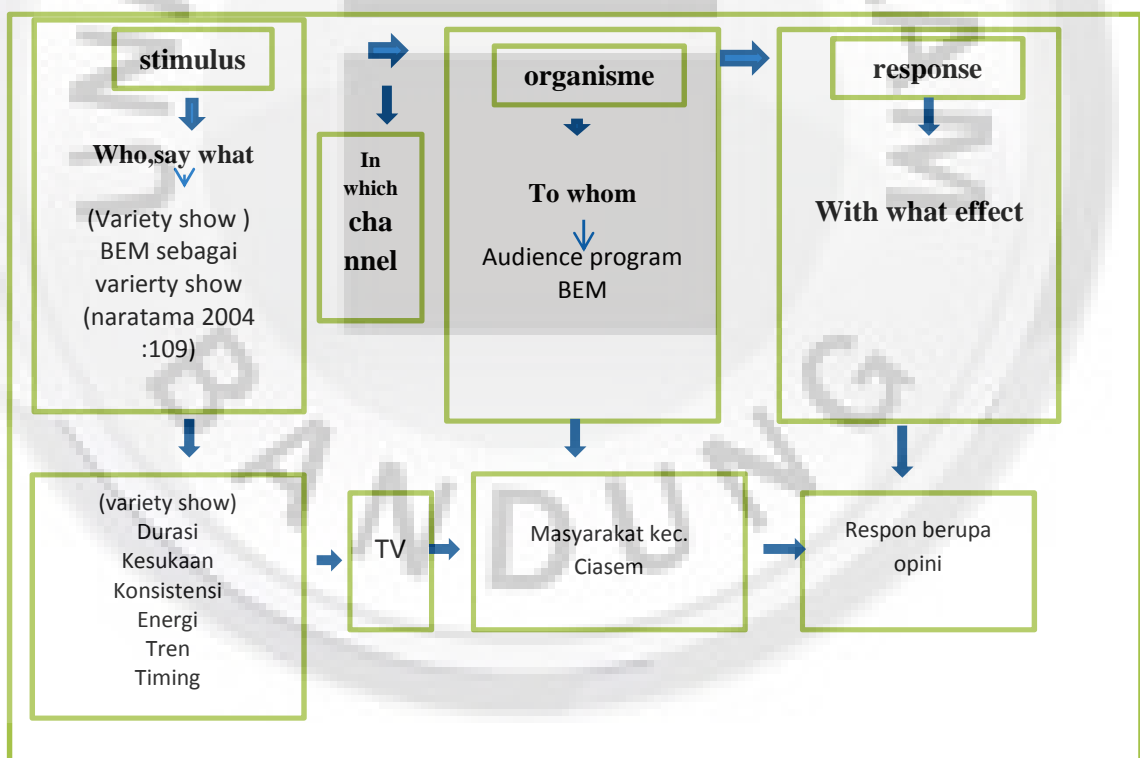 stimulus
Who,say what
(Variety show )
BEM sebagai
varierty show
(naratama 2004
:109)
In
which
cha
nnel
organisme
To whom
Audience program
BEM
response
With what effect
(variety show)
Durasi
Kesukaan
Konsistensi
Energi
Tren
Timing
TV
Masyarakat kec.
Ciasem
Respon berupa
opini
BANDUNG